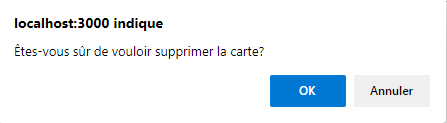 localhost:3000 indique
Êtes-vous sûr de vouloir supprimer la carte?
OK
Annuler